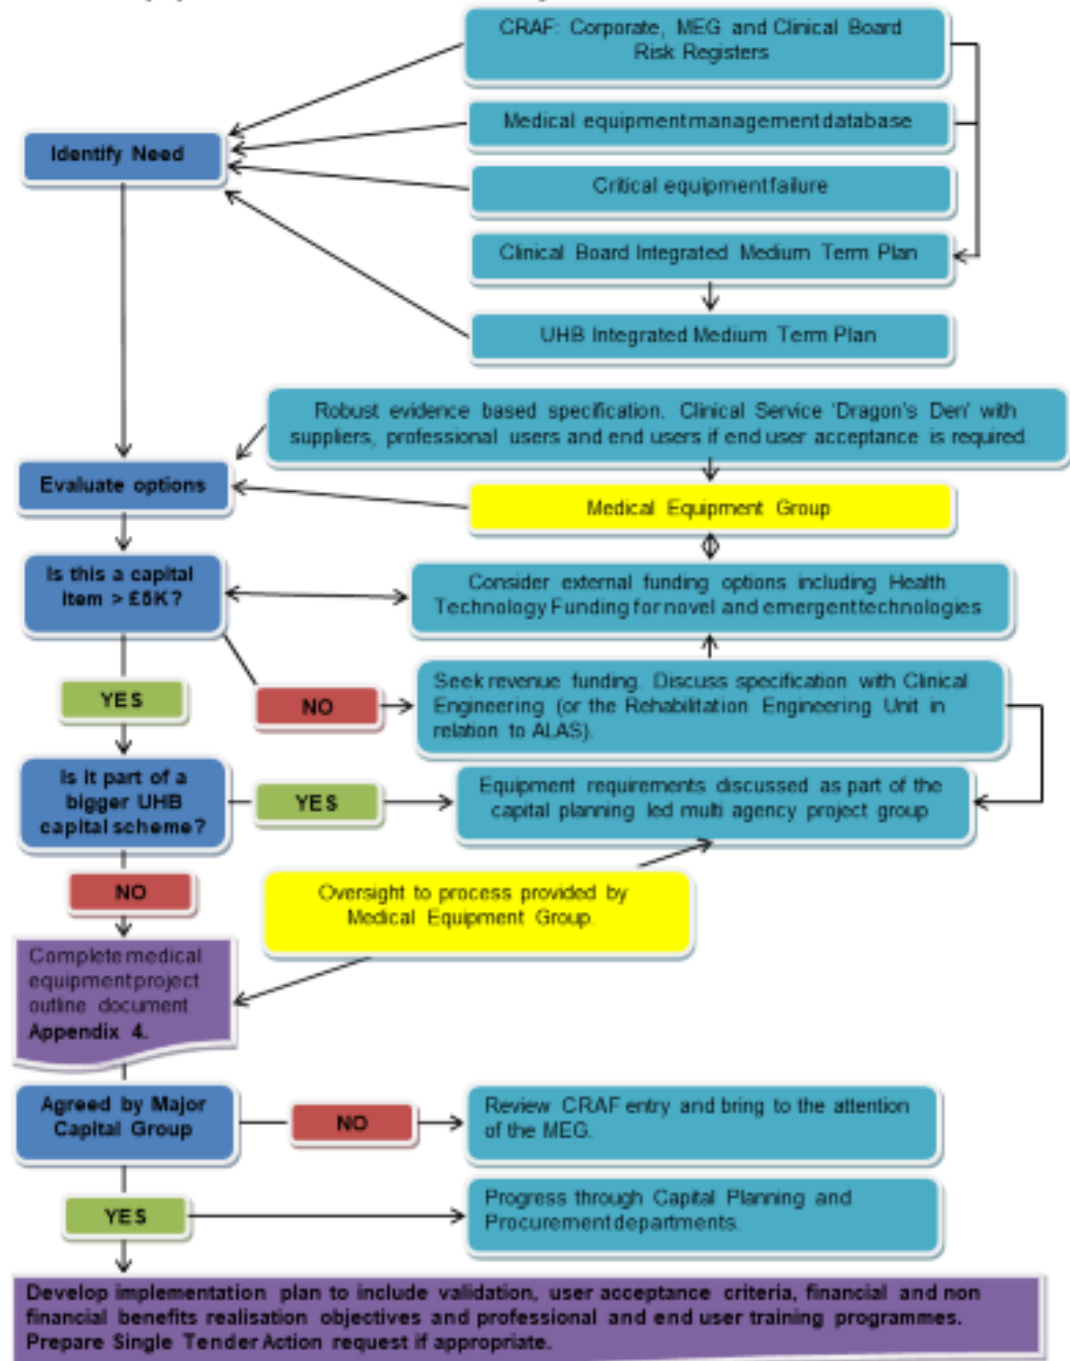 CRAF: Corporate, MEG and Clinical Board
Risk Registers
Medical equipment management database
Identify Need
Critical equipment failure
Clinical Board Integrated Medium Term Plan
UHB Integrated Medium Term Plan
Robust evidence based specification. Clinical Service 'Dragon's Den' with
suppliers, professional users and end users if end user acceptance is required.
Evaluate options
Medical Equipment Group
Is this a capital
item > £5K?
Consider external funding options including Health
Technology Funding for novel and emergent technologies
YES
NO
Seek revenue funding. Discuss specification with Clinical
Engineering (or the Rehabilitation Engineering Unit in
relation to ALAS).
Is it part of a
bigger UHB
capital scheme?
YES
Equipment requirements discussed as part of the
capital planning led multi agency project group
NO
Oversight to process provided by
Medical Equipment Group.
Complete medical
equipment project
outline document
Appendix 4.
Agreed by Major
Capital Group
NO
Review CRAF entry and bring to the attention
of the MEG.
YES
Progress through Capital Planning and
Procurement departments.
Develop implementation plan to include validation, user acceptance criteria, financial and non
financial benefits realisation objectives and professional and end user training programmes.
Prepare Single Tender Action request if appropriate.